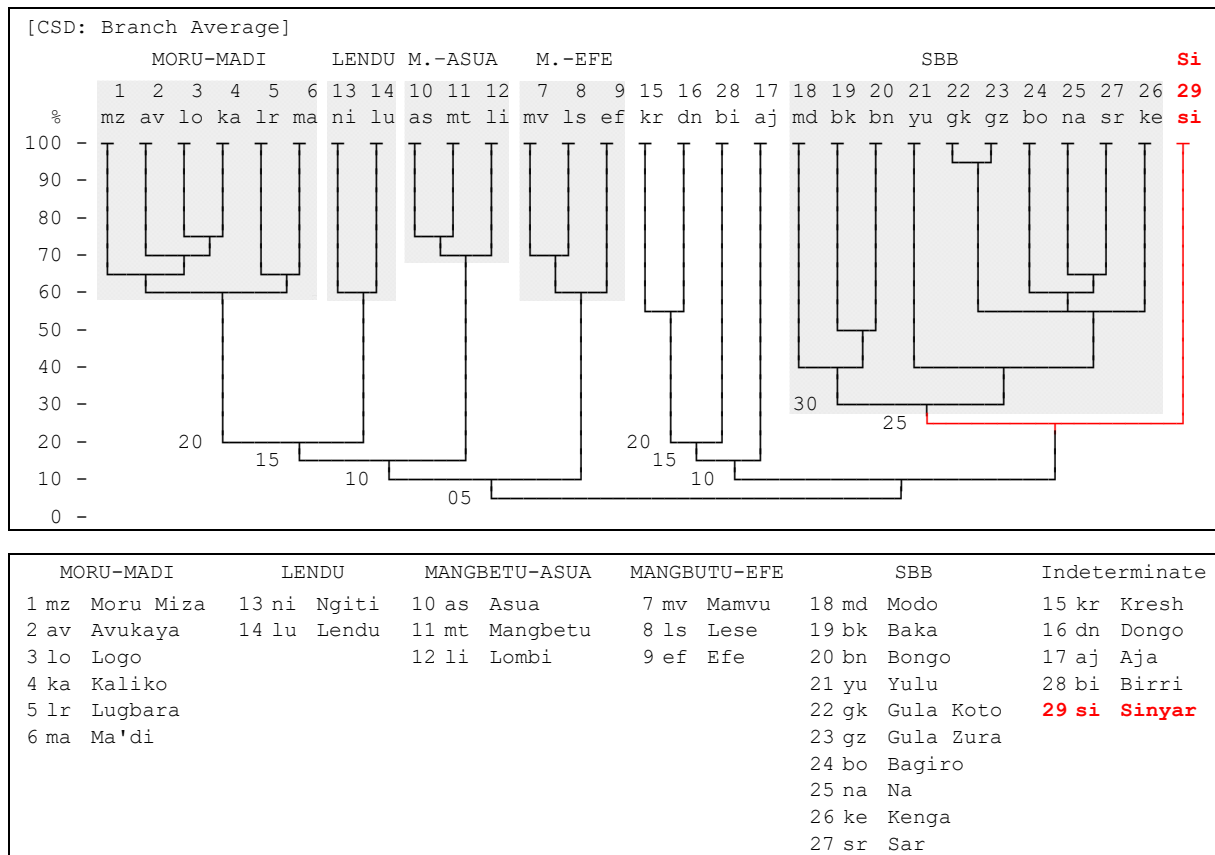 [CSD: Branch Average]
MORU-MADI LENDU M.-ASUA M.-EFE SBB Si
1 2 3 4 5 6 13 14 10 11 12 7 8 9 15 16 28 17 18 19 20 21 22 23 24 25 27 26 29
% mz av lo ka lr ma ni lu as mt li mv ls ef kr dn bi aj md bk bn yu gk gz bo na sr ke si
100 -
90 -
80 -
70 -
60 -
50 -
40 -
30 - 30
25
20 - 20 20
15 15
10 - 10 10
05
0 -
MORU-MADI LENDU MANGBETU-ASUA MANGBUTU-EFE SBB Indeterminate
1 mz Moru Miza 13 ni Ngiti 10 as Asua 7 mv Mamvu 18 md Modo 15 kr Kresh
2 av Avukaya 14 lu Lendu 11 mt Mangbetu 8 ls Lese 19 bk Baka 16 dn Dongo
3 lo Logo 12 li Lombi 9 ef Efe 20 bn Bongo 17 aj Aja
4 ka Kaliko 21 yu Yulu 28 bi Birri
5 lr Lugbara 22 gk Gula Koto 29 si Sinyar
6 ma Ma'di 23 gz Gula Zura
24 bo Bagiro
25 na Na
26 ke Kenga
27 sr Sar